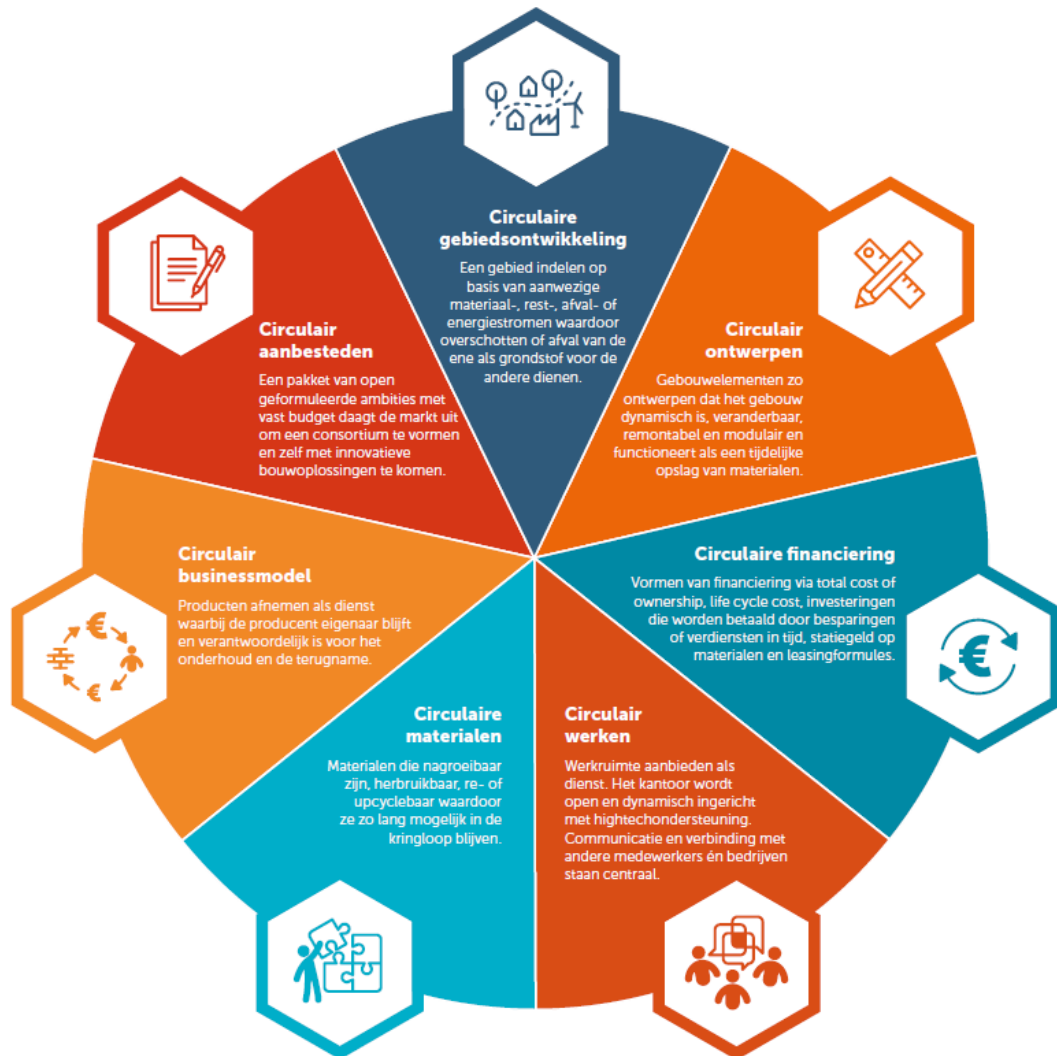 Circulaire
gebiedsontwikkeling
Een gebied indelen op
basis van aanwezige
materiaal-, rest-, afval- of
energiestromen waardoor
overschotten of afval van de
ene als grondstof voor de
andere dienen.
Circulair
ontwerpen
Gebouwelementen zo
ontwerpen dat het gebouw
dynamisch is, veranderbaar,
remontabel en modulair en
functioneert als een tijdelijke
opslag van materialen.
Circulaire financiering
Vormen van financiering via total cost of
ownership, life cycle cost, investeringen
die worden betaald door besparingen
of verdiensten in tijd, statiegeld op
materialen en leasingformules.
€
Circulair
werken
Werkruimte aanbieden als
dienst. Het kantoor wordt
open en dynamisch ingericht
met hightechondersteuning.
Communicatie en verbinding met
andere medewerkers én bedrijven
staan centraal.
Circulaire
materialen
Materialen die nagroeibaar
zijn, herbruikbaar, re- of
upcyclebaar waardoor
ze zo lang mogelijk in de
kringloop blijven.
Circulair
businessmodel
Producten afnemen als dienst
waarbij de producent eigenaar blijft
en verantwoordelijk is voor het
onderhoud en de terugname.
€
€
Circulair
aanbesteden
Een pakket van open
geformuleerde ambities met
vast budget daagt de markt uit
om een consortium te vormen
en zelf met innovatieve
bouwoplossingen te komen.